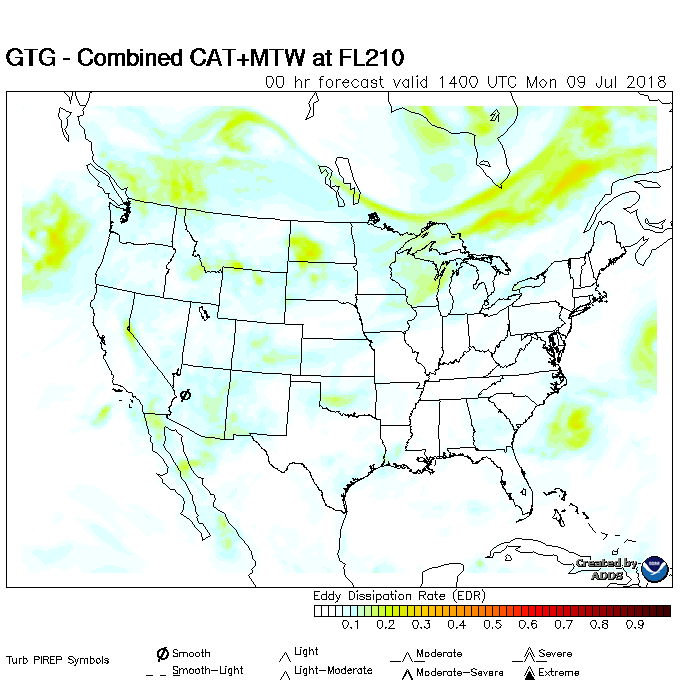 GTG - Combined CAT+MTW at FL210
00 hr forecast valid 1400 UTC Mon 09 Jul 2018
Created by
ADDS
Eddy Dissipation Rate (EDR)
0.1 0.2 0.3 0.4 0.5 0.6 0.7 0.8 0.9
Turb PIREP Symbols
Smooth Light Moderate Severe
Smooth-Light Light-Moderate Moderate-Severe Extreme